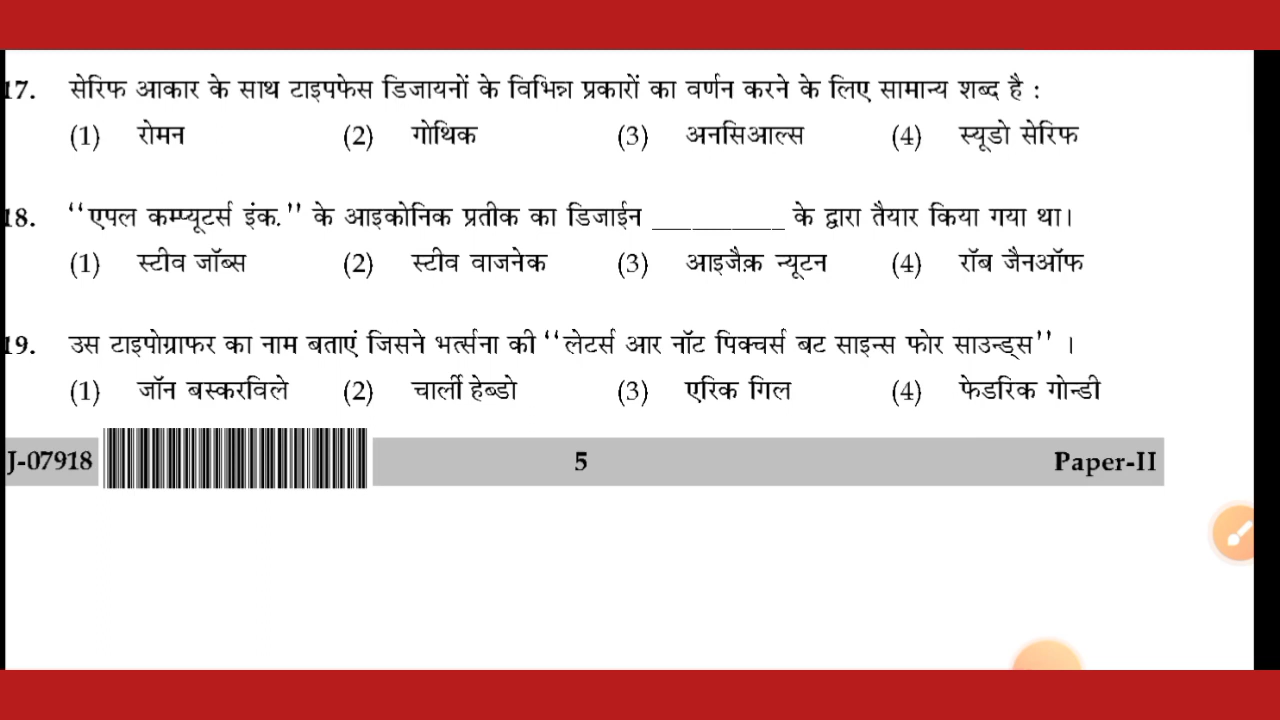 17. सेरिफ आकार के साथ टाइपफेस डिजायनों के विभिन्न प्रकारों का वर्णन करने के लिए सामान्य शब्द है :
(1) रोमन (2) गोथिक (3) अनसिआल्स (4) स्यूडो सेरिफ
18. ‘‘एपल कम्प्यूटर्स इंक.’’ के आइकोनिक प्रतीक का डिजाईन __________ के द्वारा तैयार किया गया था।
(1) स्टीव जॉब्स (2) स्टीव वाजनेक (3) आइजैक़ न्यूटन (4) रॉब जैनऑफ
19. उस टाइपोग्राफर का नाम बताएं जिसने भर्त्सना की ‘‘लेटर्स आर नॉट पिक्चर्स बट साइन्स फोर साउन्ड्स’’ ।
(1) जॉन बस्करविले (2) चार्ली हेब्डो (3) एरिक गिल (4) फेडरिक गोन्डी
J-07918 5 Paper-II